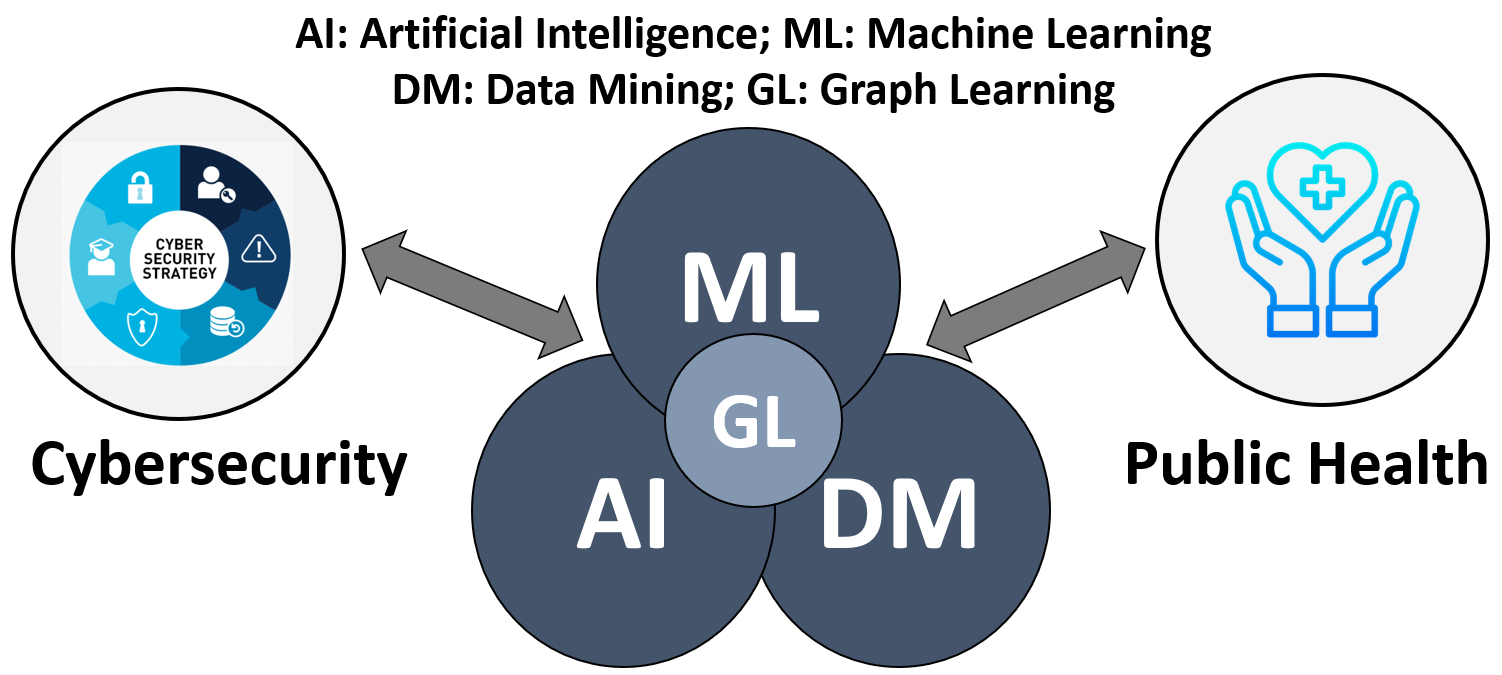 AI: Artificial Intelligence; ML: Machine Learning
DM: Data Mining; GL: Graph Learning
CYBER
SECURITY
STRATEGY
ML
GL
AI
DM
Cybersecurity
Public Health